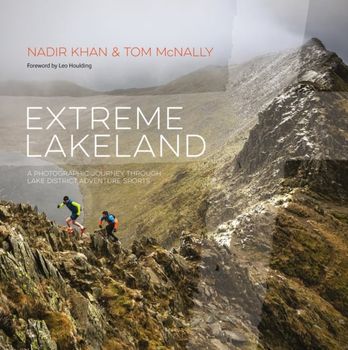 NADIR KHAN & TOM McNALLY
Foreword by Leo Houlding
EXTREME
LAKELAND
A PHOTOGRAPHIC JOURNEY THROUGH
LAKE DISTRICT ADVENTURE SPORTS